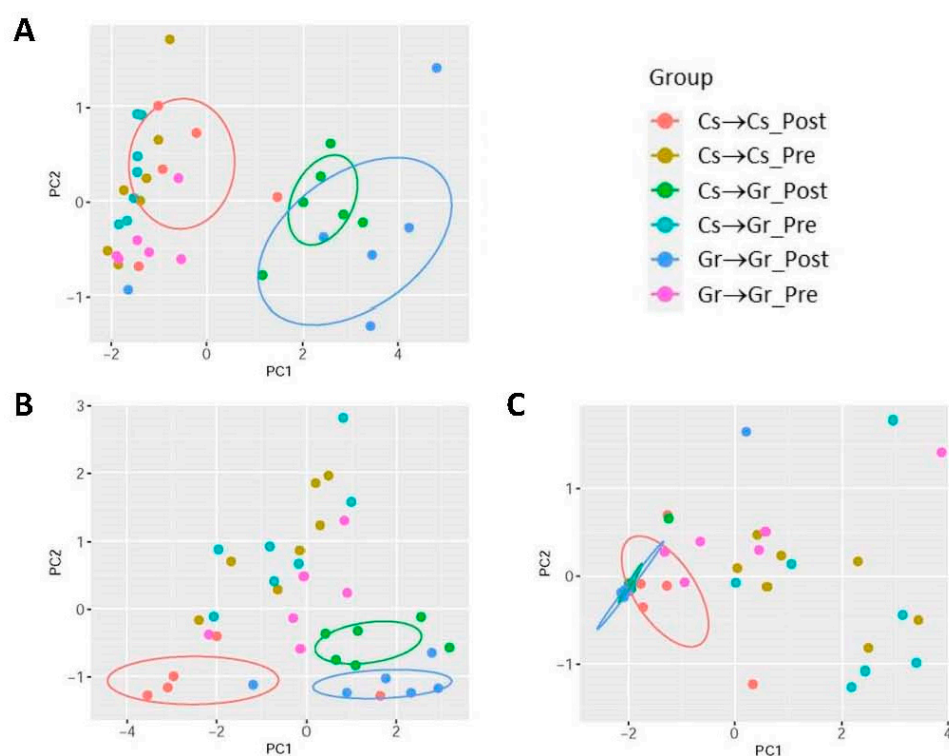 A
PC2
1
0
−1
−2
0
2
4
PC1
Group
Cs→Cs_Post
Cs→Cs_Pre
Cs→Gr_Post
Cs→Gr_Pre
Gr→Gr_Post
Gr→Gr_Pre
B
PC2
3
2
1
0
−1
−4
−2
0
2
PC1
C
PC2
1
0
−1
−2
0
2
4
PC1